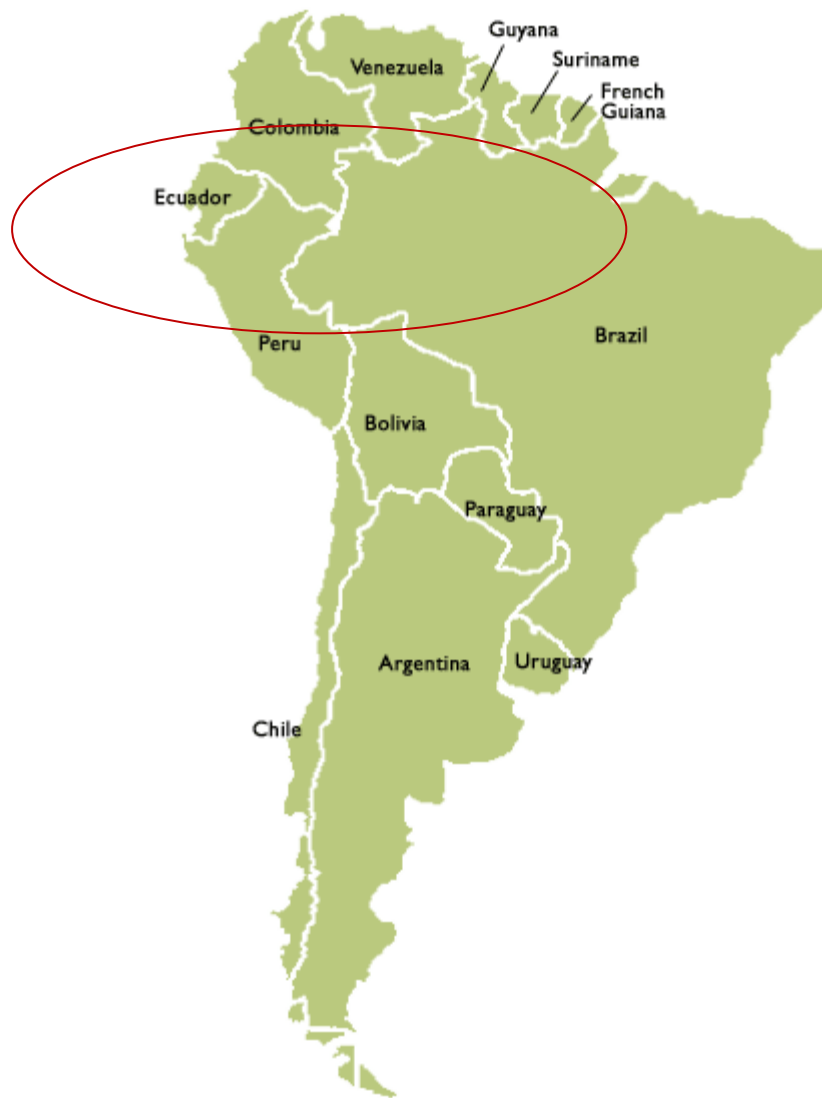 Guyana
Suriname
Venezuela
French
Guiana
Colombia
Ecuador
Brazil
Peru
Bolivia
Paraguay
Uruguay
Argentina
Chile